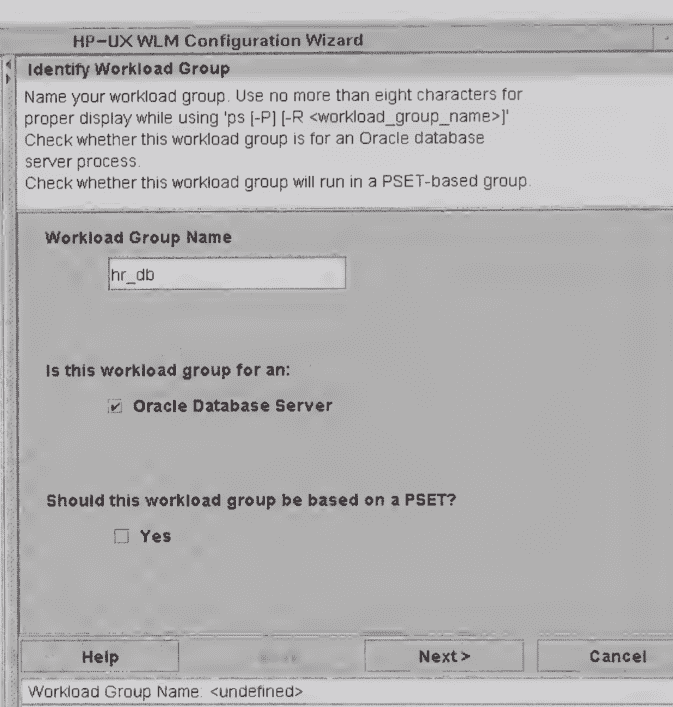 HP-UX WLM Configuration Wizard
Identify Workload Group
Name your workload group. Use no more than eight characters for
proper display while using 'ps [-P] [-R <workload_group_name>]'
Check whether this workload group is for an Oracle database
server process.
Check whether this workload group will run in a PSET-based group.
Workload Group Name
hr_db
Is this workload group for an:
Oracle Database Server
Should this workload group be based on a PSET?
Yes
Help Next> Cancel
Workload Group Name: <undefined>